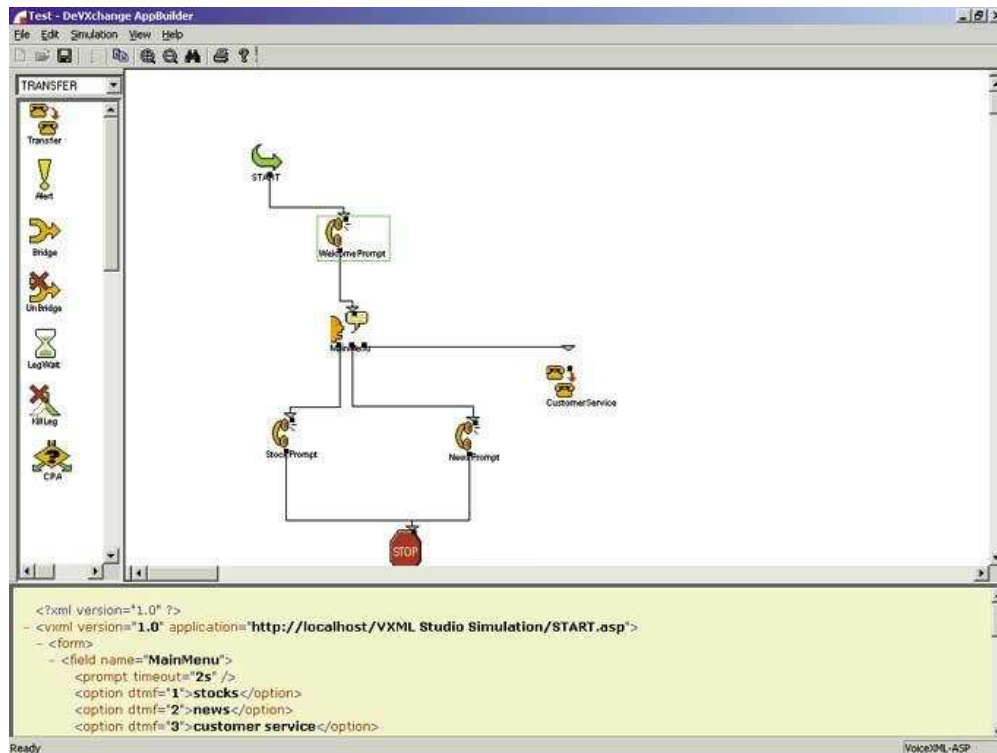 Test - DeVXchange AppBuilder
File Edit Simulation View Help
TRANSFER
Transfer
Alert
Bridge
UnBridge
LegWait
KillLeg
CPA
START
WelcomePrompt
MainMenu
CustomerService
StockPrompt
NewsPrompt
STOP
<?xml version="1.0" ?>
- <vxml version="1.0" application="http://localhost/VXML Studio Simulation/START.asp">
- <form>
- <field name="MainMenu">
<prompt timeout="2s" />
<option dtmf="1">stocks</option>
<option dtmf="2">news</option>
<option dtmf="3">customer service</option>
Ready
VoiceXML-ASP